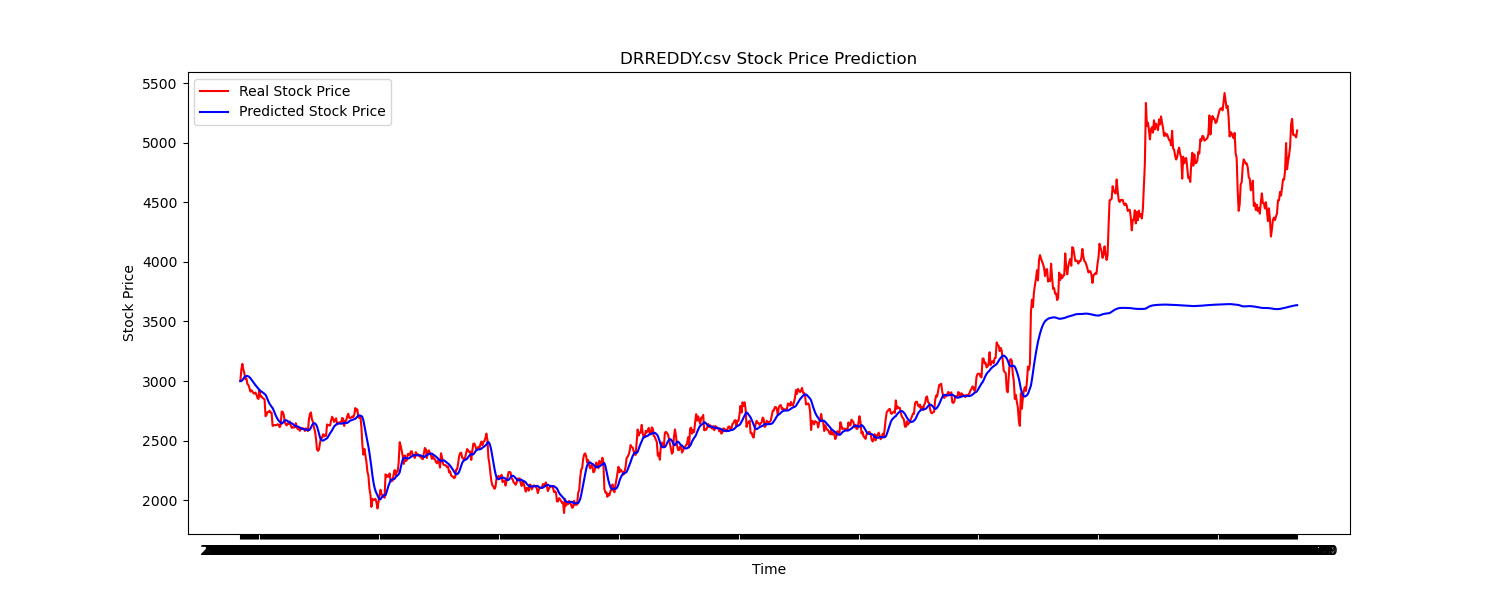 DRREDDY.csv Stock Price Prediction
Real Stock Price
Predicted Stock Price
Stock Price
5500
5000
4500
4000
3500
3000
2500
2000
Time